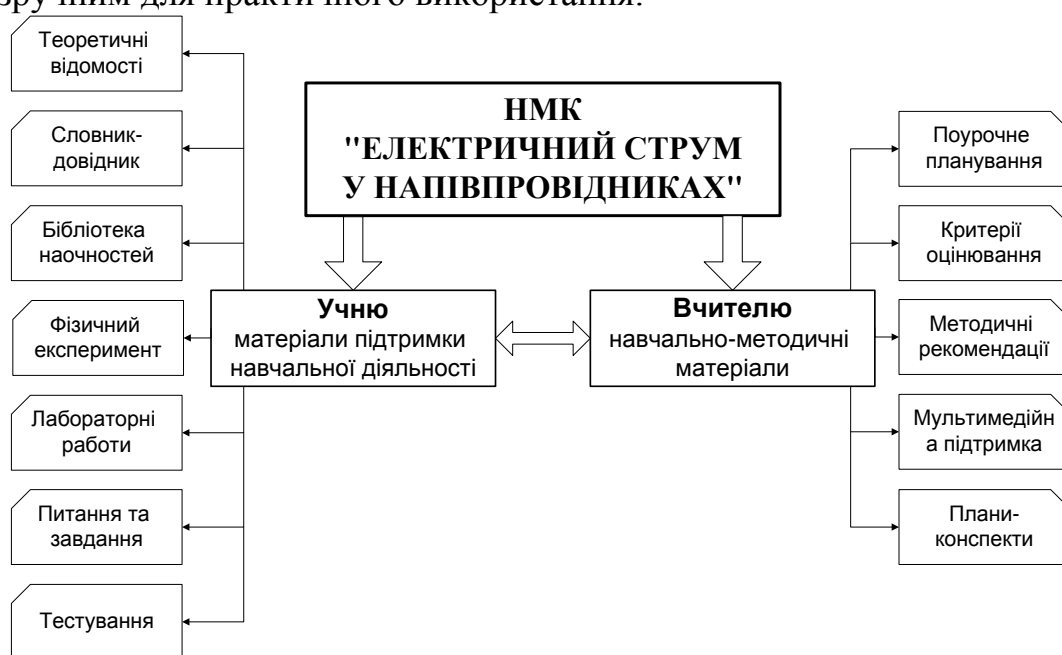 зручним для практичного використання.
Теоретичні
відомості
Словник-
довідник
Бібліотека
наочностей
Фізичний
експеримент
Лабораторні
работи
Питання та
завдання
Тестування
НМК
"ЕЛЕКТРИЧНИЙ СТРУМ
У НАПІВПРОВІДНИКАХ"
Учню
матеріали підтримки
навчальної діяльності
Вчителю
навчально-методичні
матеріали
Поурочне
планування
Критерії
оцінювання
Методичні
рекомендації
Мультимедійн
а підтримка
Плани-
конспекти